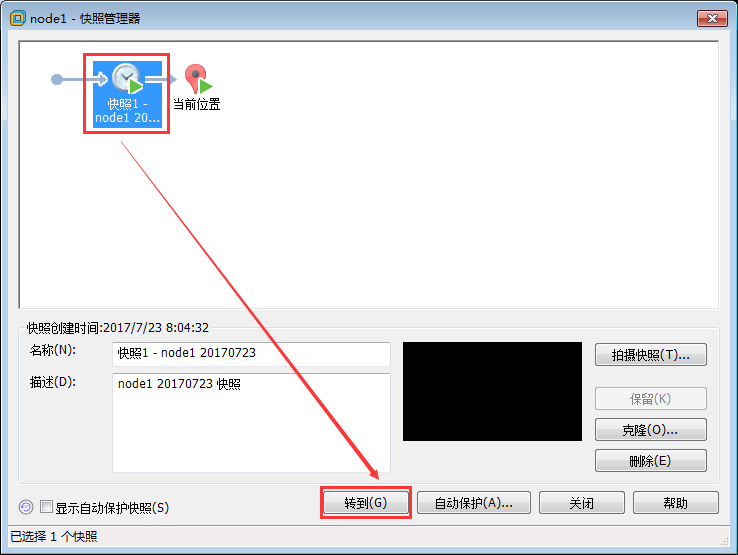 node1 - 快照管理器
快照1 -
node1 20...
当前位置
快照创建时间:2017/7/23 8:04:32
名称(N):
快照1 - node1 20170723
拍摄快照(T)...
描述(D):
node1 20170723 快照
保留(K)
克隆(O)...
删除(E)
显示自动保护快照(S)
转到(G)
自动保护(A)...
关闭
帮助
已选择 1 个快照